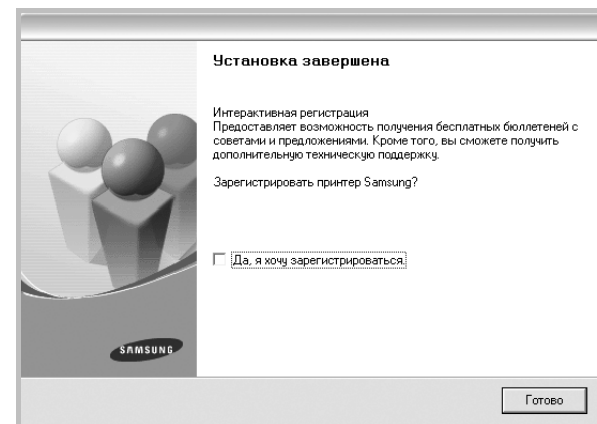 Установка завершена
Интерактивная регистрация
Предоставляет возможность получения бесплатных бюллетеней с
советами и предложениями. Кроме того, вы сможете получить
дополнительную техническую поддержку.
Зарегистрировать принтер Samsung?
Да, я хочу зарегистрироваться.
SAMSUNG
Готово